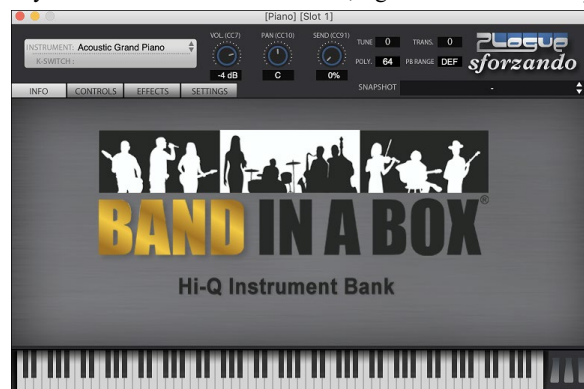 [Piano] [Slot 1]
INSTRUMENT: Acoustic Grand Piano
K-SWITCH :
VOL. (CC7) PAN (CC10) SEND (CC91)
-4 dB C 0%
TUNE 0 TRANS. 0
POLY. 64 PB RANGE DEF
Plogue
sforzando
INFO CONTROLS EFFECTS SETTINGS
SNAPSHOT -
BAND IN A BOX®
Hi-Q Instrument Bank